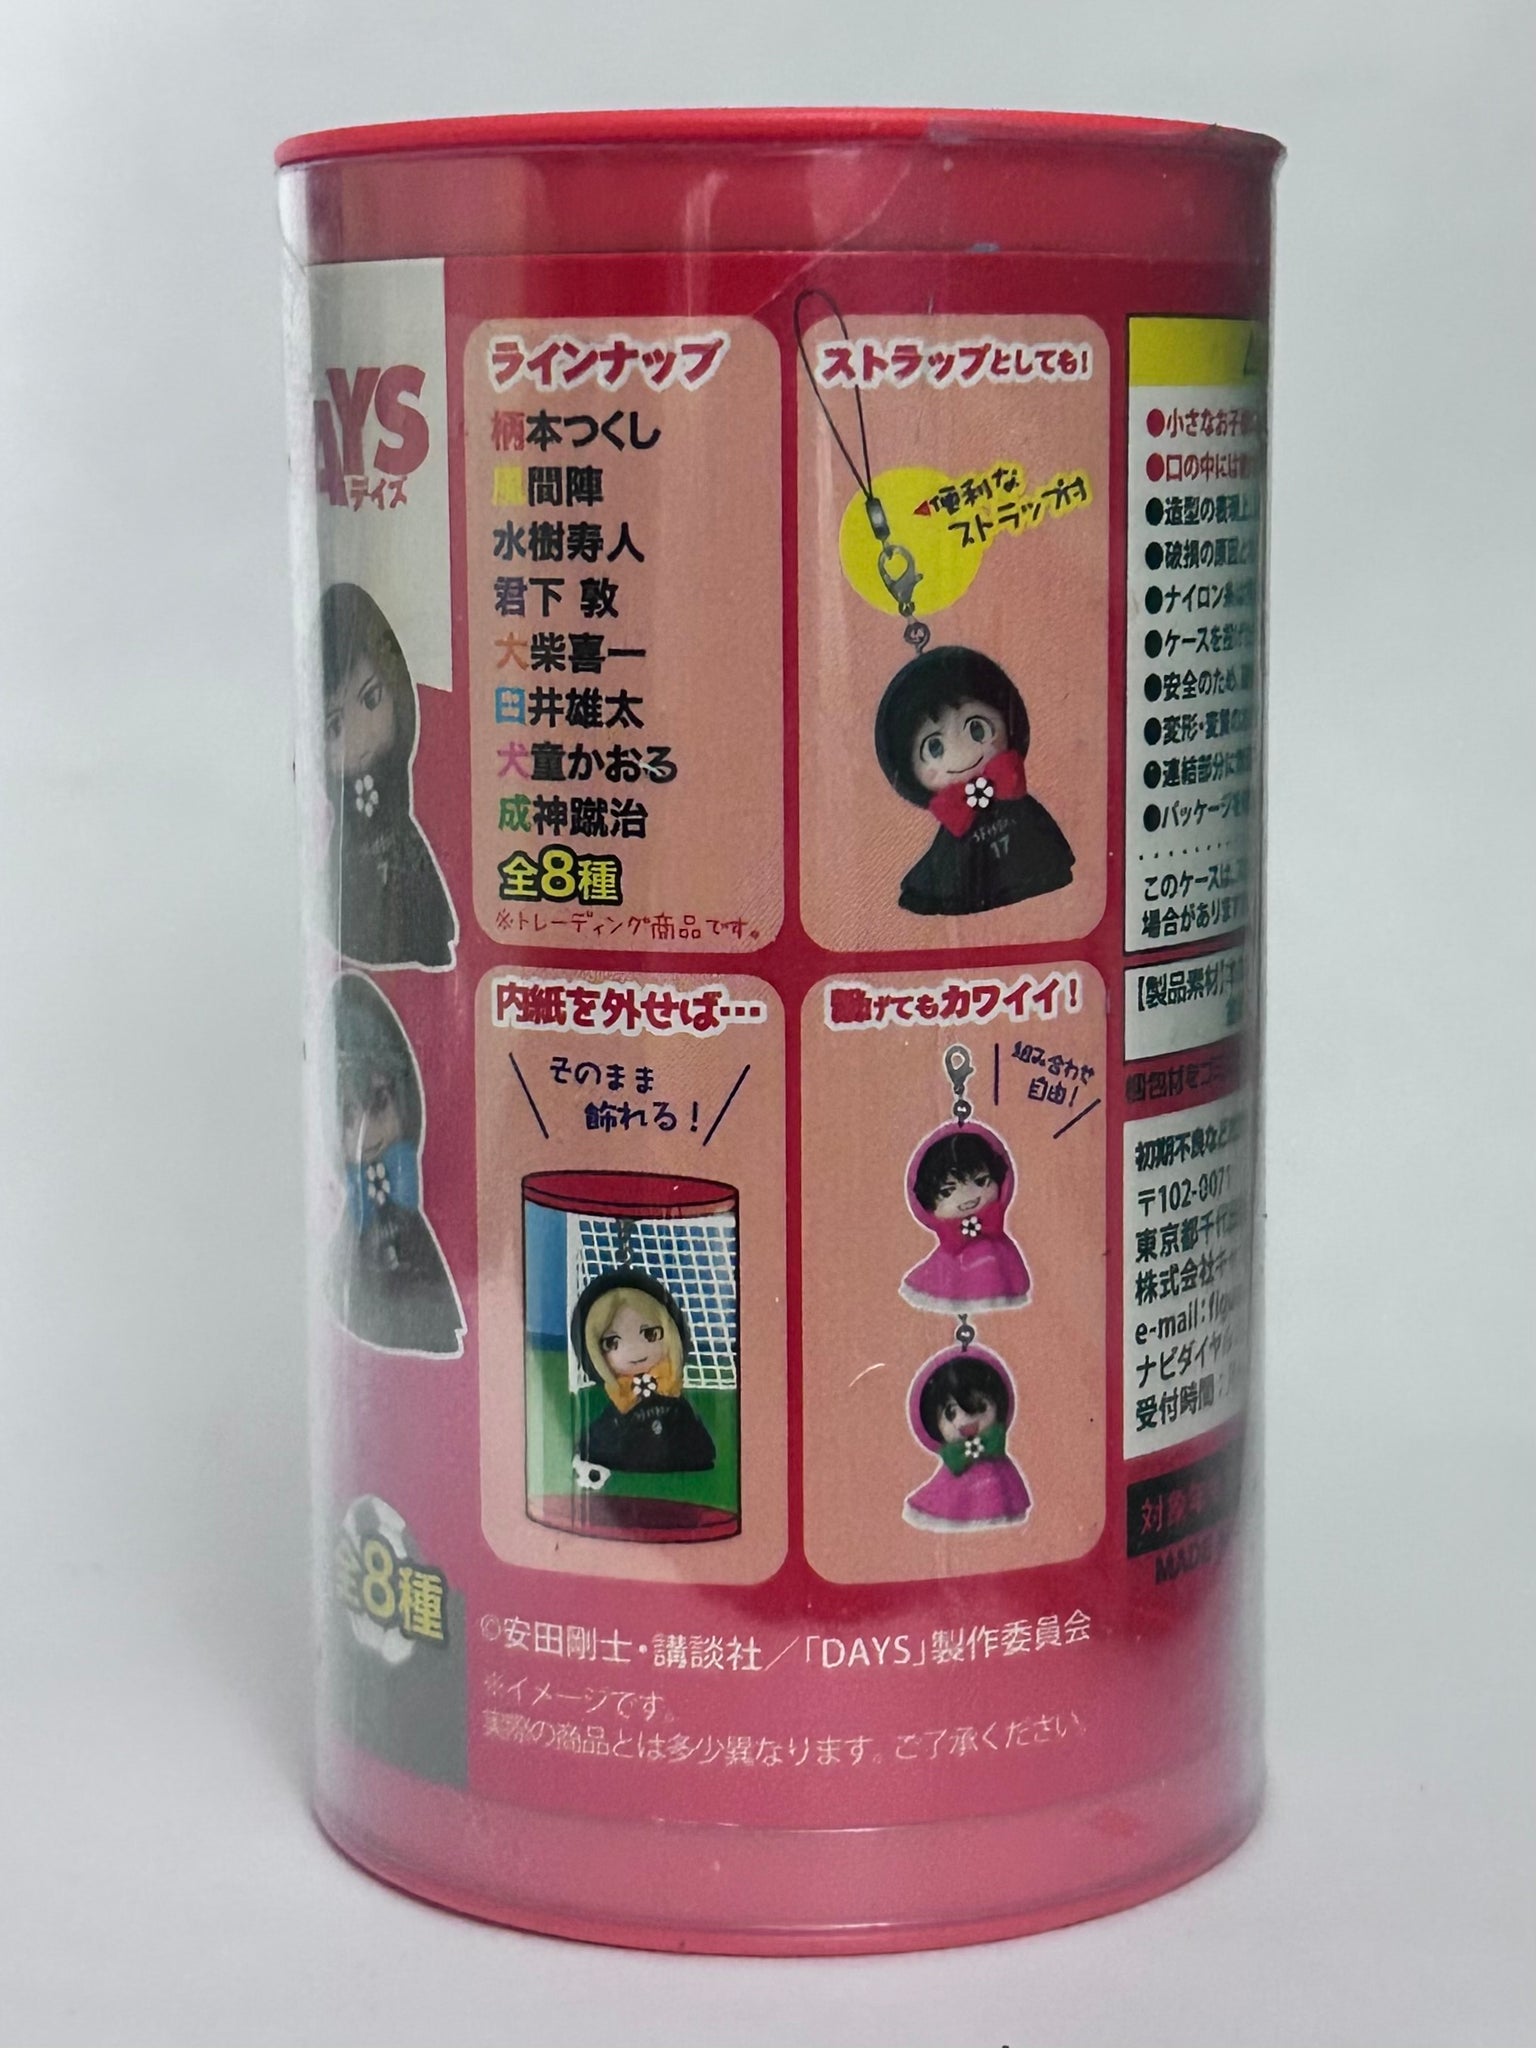 AYS
デイズ
全8種
ラインナップ
柄本つくし
風間陣
水樹寿人
君下 敦
大柴喜一
臼井雄太
犬童かおる
成神蹴治
全8種
※トレーディング商品です。
ストラップとしても!
便利な
ストラップ付
内紙を外せば…
そのまま
飾れる!
繋げてもカワイイ!
組み合わせ
自由!
©安田剛士・講談社/「DAYS」製作委員会
※イメージです。
実際の商品とは多少異なります。ご了承ください。
●小さなお子
●口の中には
●造型の表現上
●破損の原因と
●ナイロン
●ケースを
●安全のため
●変形・変質の
●連結部分に
●パッケージを
このケースは
場合があります
【製品素材】
梱包材をゴミ
初期不良など
〒102-007
東京都千代
株式会社キャ
e-mail:fig
ナビダイヤル
受付時間
対象年
MADE
17